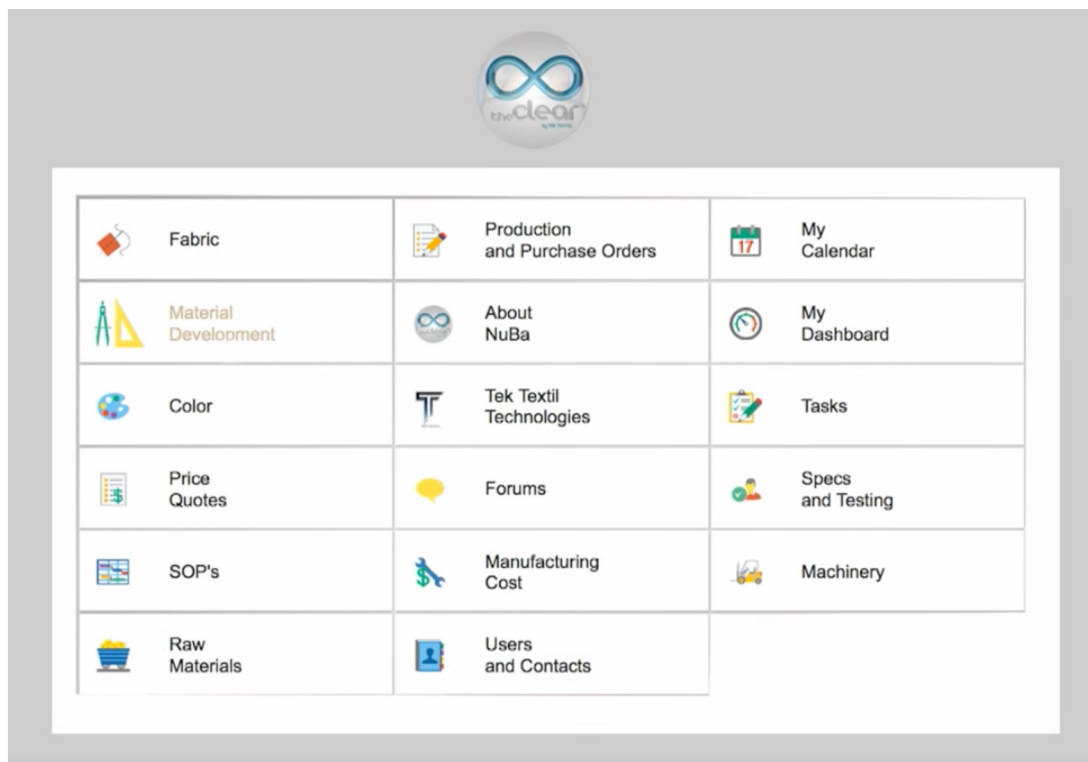 the clear
Fabric
Production
and Purchase Orders
17
My
Calendar
Material
Development
About
NuBa
My
Dashboard
Color
Tek Textil
Technologies
Tasks
Price
Quotes
Forums
Specs
and Testing
SOP's
Manufacturing
Cost
Machinery
Raw
Materials
Users
and Contacts